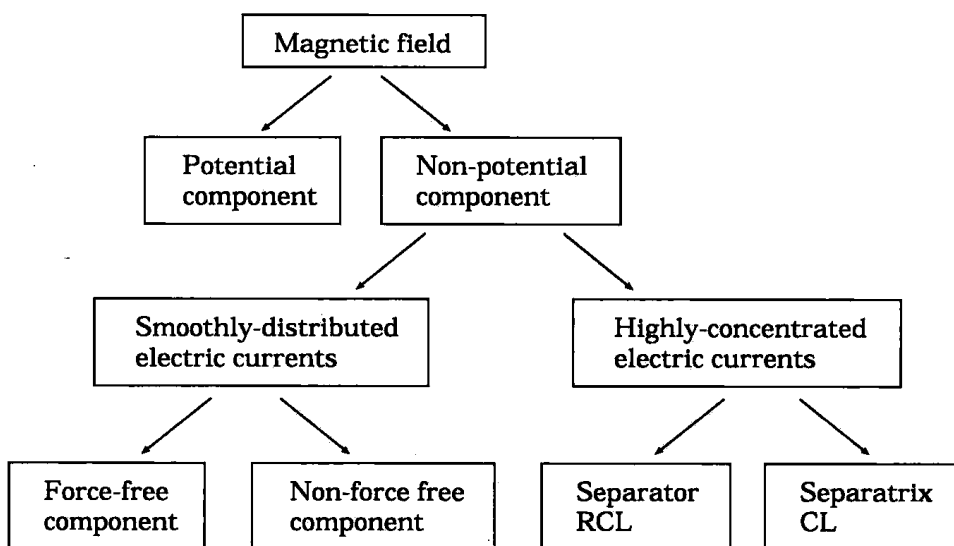 Magnetic field
Potential
component
Non-potential
component
Smoothly-distributed
electric currents
Highly-concentrated
electric currents
Force-free
component
Non-force free
component
Separator
RCL
Separatrix
CL